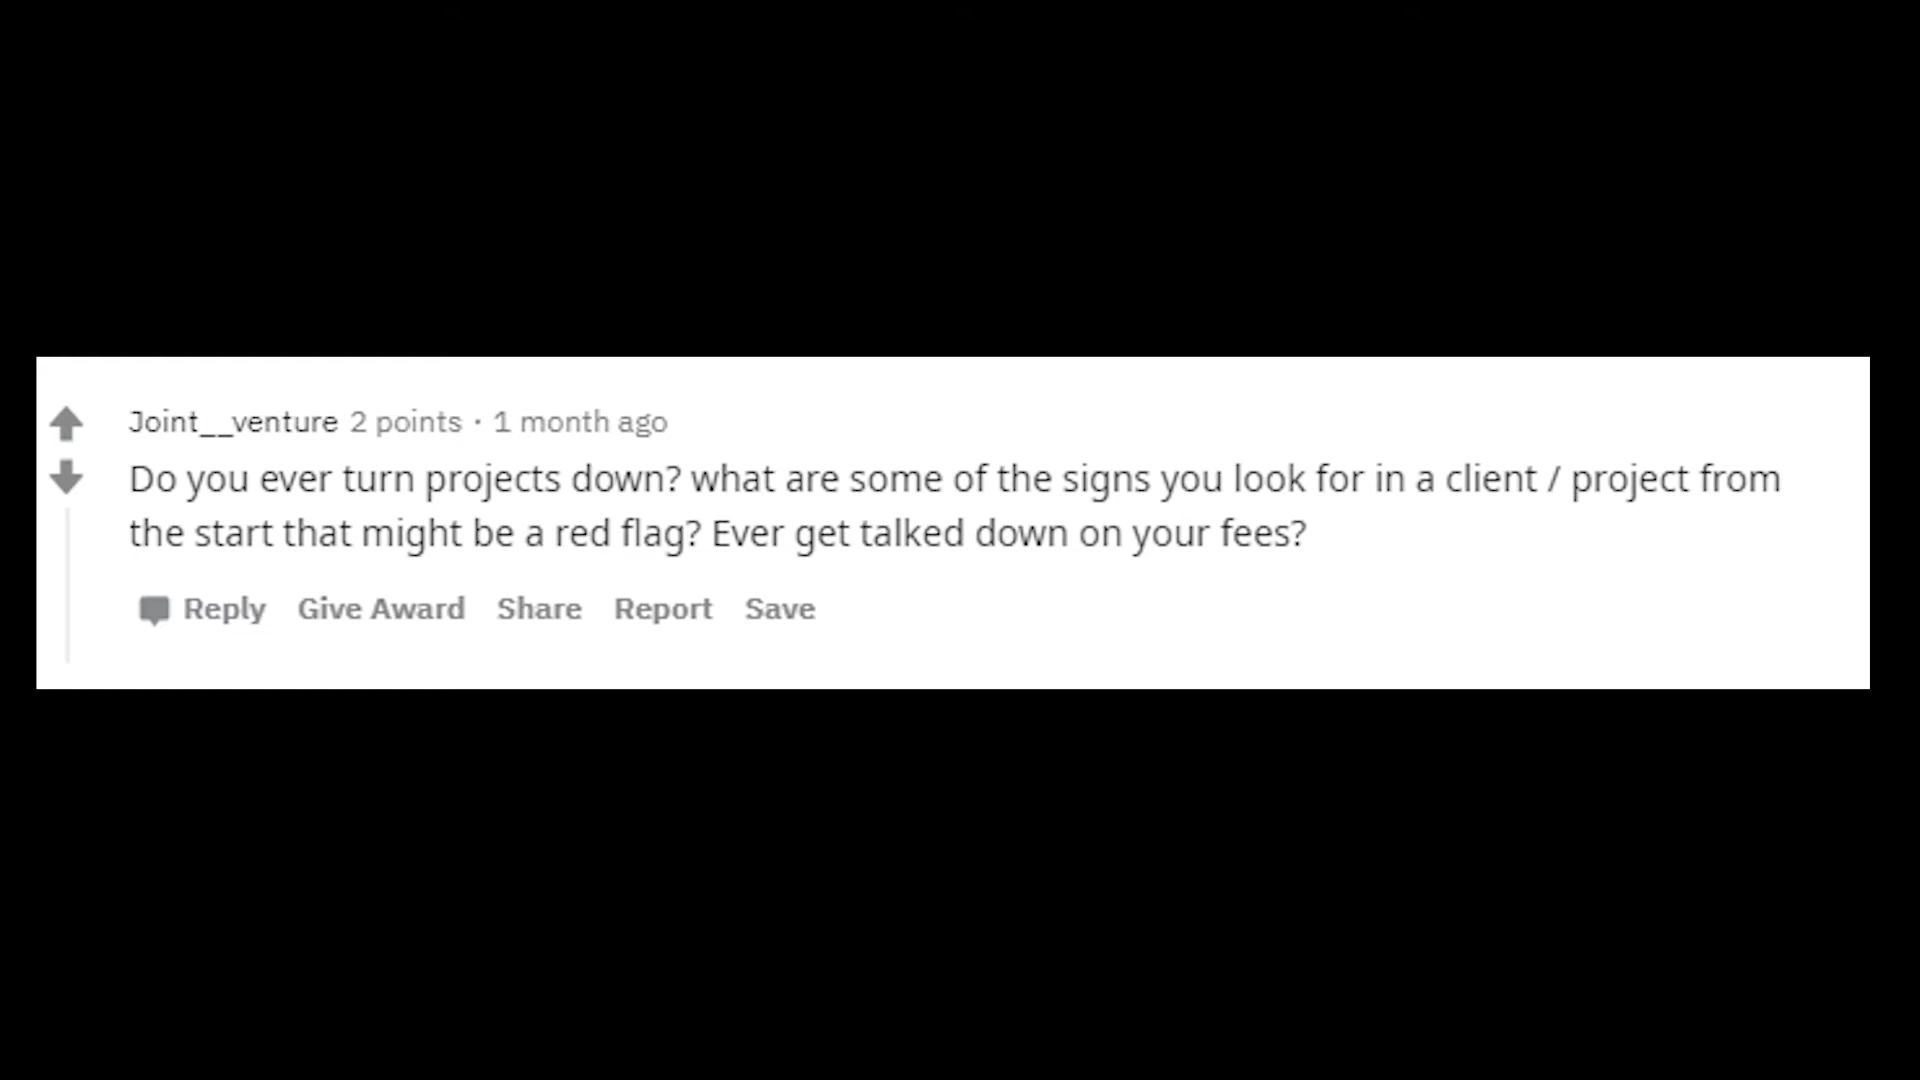 Joint__venture 2 points · 1 month ago
Do you ever turn projects down? what are some of the signs you look for in a client / project from
the start that might be a red flag? Ever get talked down on your fees?
Reply Give Award Share Report Save